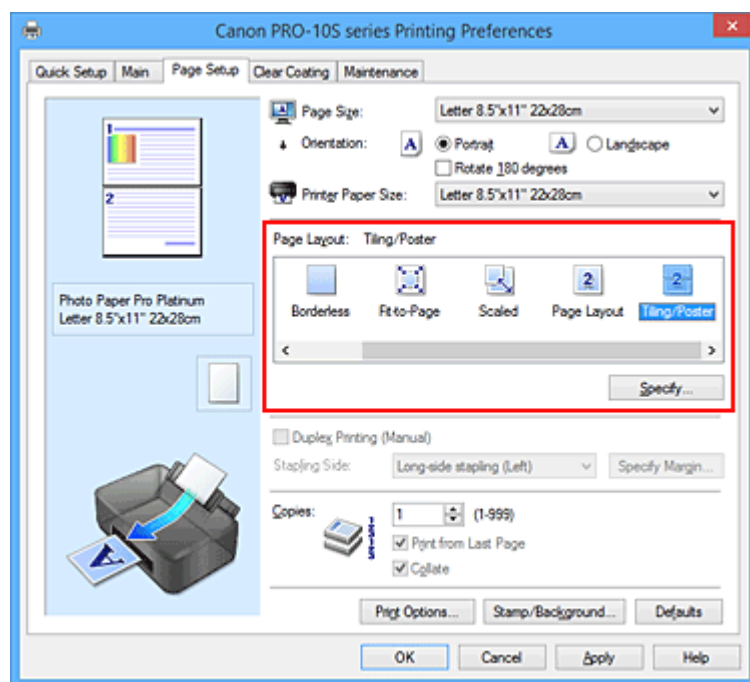 Canon PRO-10S series Printing Preferences
Quick Setup Main Page Setup Clear Coating Maintenance
1
2
Photo Paper Pro Platinum
Letter 8.5"x11" 22x28cm
A
Page Size: Letter 8.5"x11" 22x28cm
Orientation: A Portrait A Landscape
Rotate 180 degrees
Printer Paper Size: Letter 8.5"x11" 22x28cm
Page Layout: Tiling/Poster
2 2
Borderless Fit-to-Page Scaled Page Layout Tiling/Poster
Specify...
Duplex Printing (Manual)
Stapling Side: Long-side stapling (Left) Specify Margin...
Copies: 1 (1-999)
Print from Last Page
Collate
Print Options... Stamp/Background... Defaults
OK Cancel Apply Help